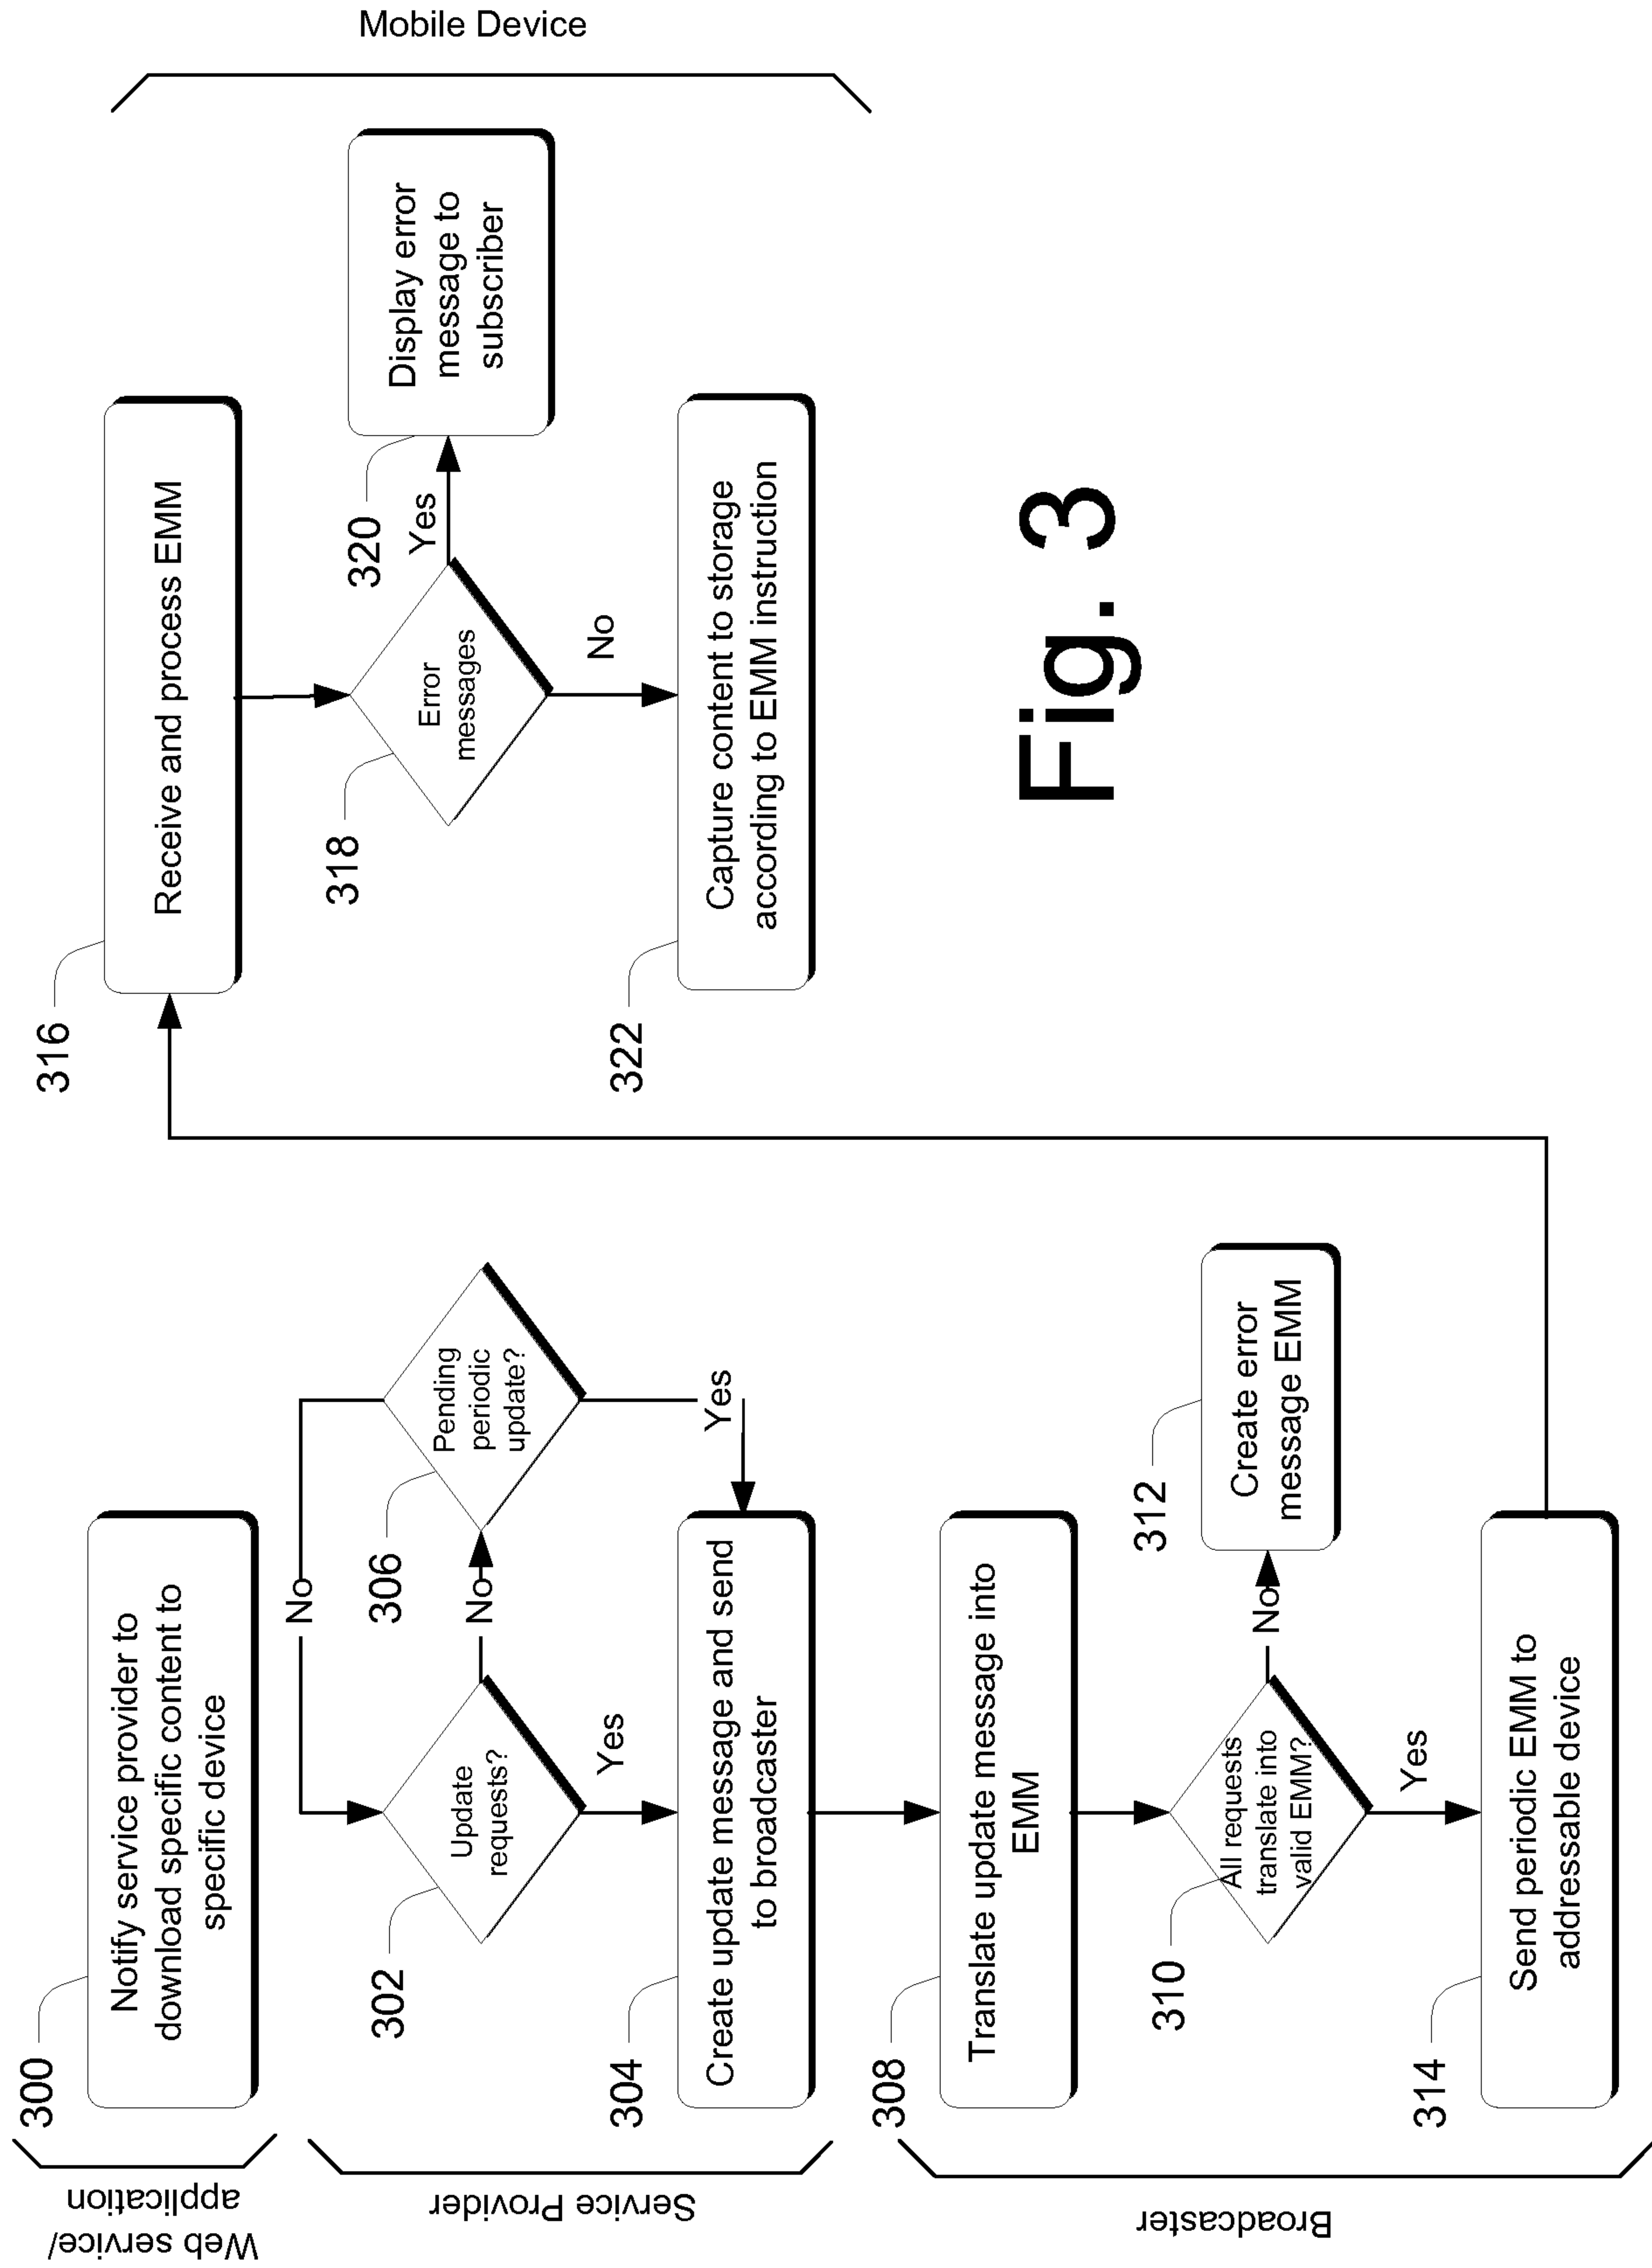 Web service/
application
300
Notify service provider to
download specific content to
specific device
Service Provider
302
Update
requests?
No
No
306
Pending
periodic
update?
Yes
Yes
304
Create update message and send
to broadcaster
Broadcaster
308
Translate update message into
EMM
310
All requests
translate into
valid EMM?
No
312
Create error
message EMM
Yes
314
Send periodic EMM to
addressable device
Mobile Device
316
Receive and process EMM
318
Error
messages
Yes
320
Display error
message to
subscriber
No
322
Capture content to storage
according to EMM instruction
Fig. 3